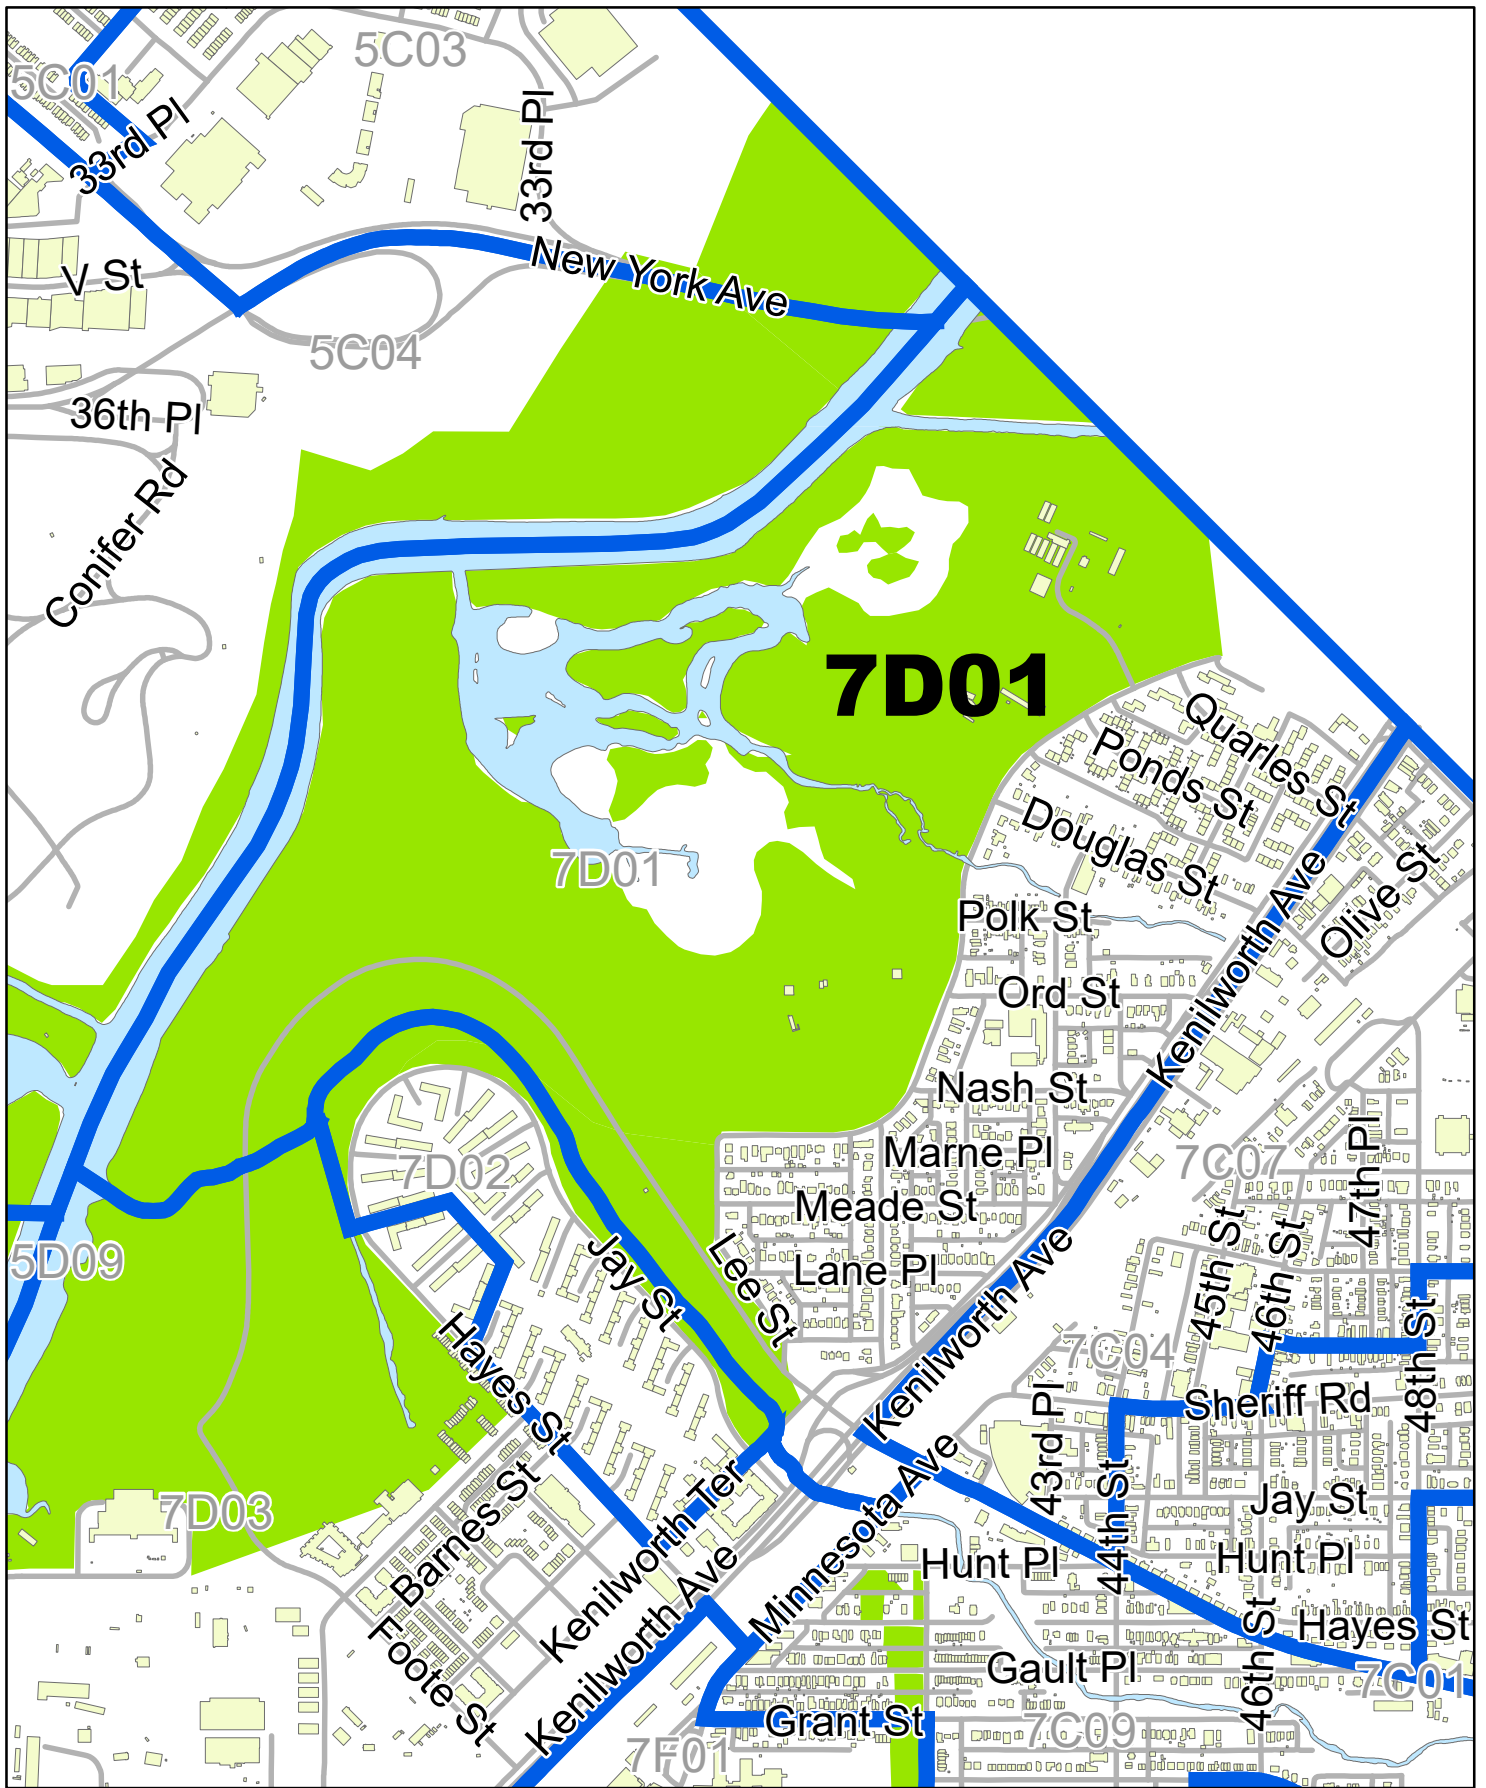 5C03
5C01
33rd Pl
33rd Pl
New York Ave
V St
5C04
36th Pl
Conifer Rd
7D01
Quarles St
Ponds St
Douglas St
7D01
Kenilworth Ave
Olive St
Polk St
Ord St
Nash St
Marne Pl
7D02
7C07
47th Pl
Meade St
45th St
46th St
5D09
Jay St
Lee St
Lane Pl
Kenilworth Ave
Hayes St
7C04
48th St
Sheriff Rd
43rd Pl
Minnesota Ave
44th St
Jay St
7D03
Barnes St
Kenilworth Ter
Hunt Pl
Hunt Pl
Foote St
Kenilworth Ave
46th St
Hayes St
Gault Pl
7C01
Grant St
7C09
7F01